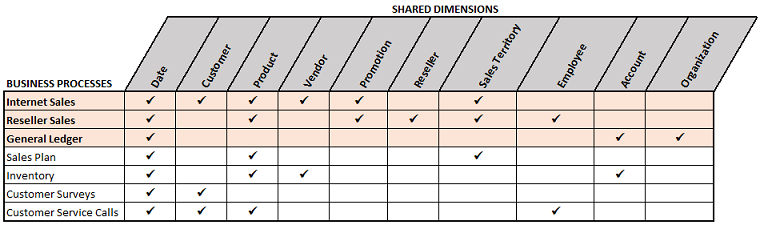 SHARED DIMENSIONS
BUSINESS PROCESSES Date Customer Product Vendor Promotion Reseller Sales Territory Employee Account Organization
Internet Sales ✓ ✓ ✓ ✓ ✓ ✓
Reseller Sales ✓ ✓ ✓ ✓ ✓ ✓
General Ledger ✓ ✓ ✓
Sales Plan ✓ ✓ ✓
Inventory ✓ ✓ ✓ ✓
Customer Surveys ✓ ✓
Customer Service Calls ✓ ✓ ✓ ✓